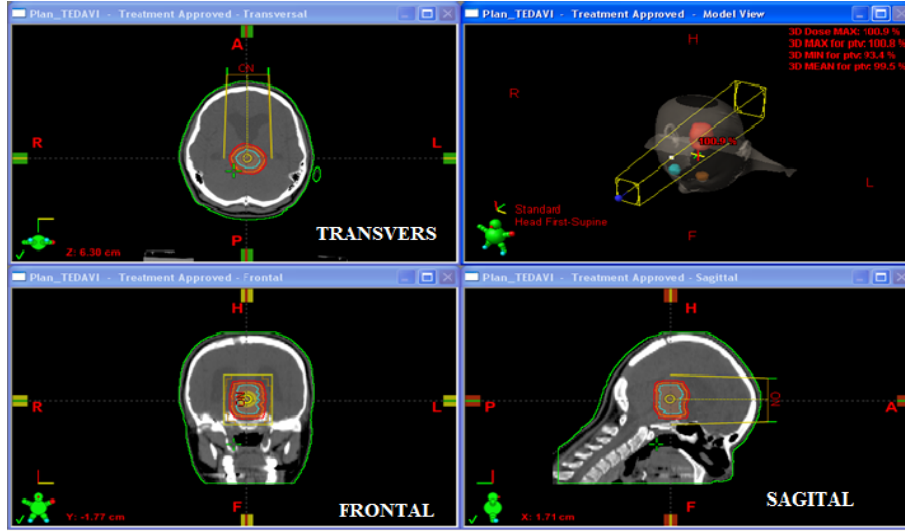 Plan_TEDAVI - Treatment Approved - Transversal
A
CN
R
L
P
Z: 6.30 cm
TRANSVERS
Plan_TEDAVI - Treatment Approved - Model View
3D Dose MAX: 100.9 %
3D MAX for ptv: 100.8 %
3D MIN for ptv: 93.4 %
3D MEAN for ptv: 99.5 %
H
R
100.9 %
L
Standard
Head First-Supine
F
Plan_TEDAVI - Treatment Approved - Frontal
H
R
L
F
Y: -1.77 cm
FRONTAL
Plan_TEDAVI - Treatment Approved - Sagittal
H
P
CN
A
F
X: 1.71 cm
SAGITAL